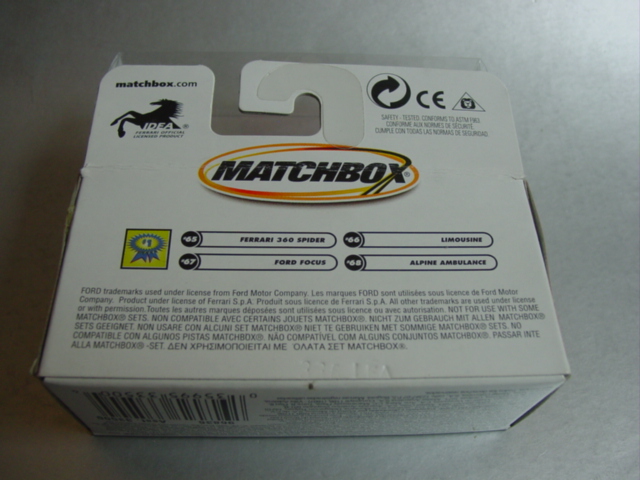 matchbox.com
IDEA
FERRARI OFFICIAL
LICENSED PRODUCT
CE
SAFETY - TESTED. CONFORMS TO ASTM F963
CONFORME AUX NORMES DE SÉCURITÉ
CUMPLE CON TODAS LAS NORMAS DE SEGURIDAD
MATCHBOX®
#1
#65 FERRARI 360 SPIDER
#66 LIMOUSINE
#67 FORD FOCUS
#68 ALPINE AMBULANCE
FORD trademarks used under license from Ford Motor Company. Les marques FORD sont utilisées sous licence de Ford Motor
Company. Product under license of Ferrari S.p.A. Produit sous licence de Ferrari S.p.A. All other trademarks are used under license
or with permission.Toutes les autres marques déposées sont utilisées sous licence ou avec autorisation. NOT FOR USE WITH SOME
MATCHBOX® SETS. NON COMPATIBLE AVEC CERTAINS JOUETS MATCHBOX®. NICHT ZUM GEBRAUCH MIT ALLEN MATCHBOX®
SETS GEEIGNET. NON USARE CON ALCUNI SET MATCHBOX® NIET TE GEBRUIKEN MET SOMMIGE MATCHBOX® SETS. NO
COMPATIBLE CON ALGUNOS PISTAS MATCHBOX®. NÃO COMPATÍVEL COM ALGUNS CONJUNTOS MATCHBOX®. PASSAR INTE
ALLA MATCHBOX® -SET. ΔΕΝ ΧΡΗΣΙΜΟΠΟΙΕΙΤΑΙ ΜΕ ΟΛΑΤΑ ΣΕΤ MATCHBOX®.